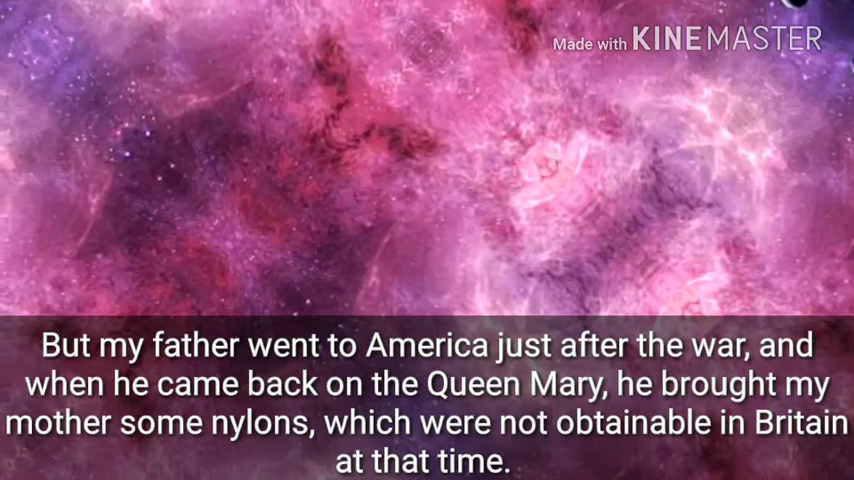 Made with KINEMASTER
But my father went to America just after the war, and
when he came back on the Queen Mary, he brought my
mother some nylons, which were not obtainable in Britain
at that time.